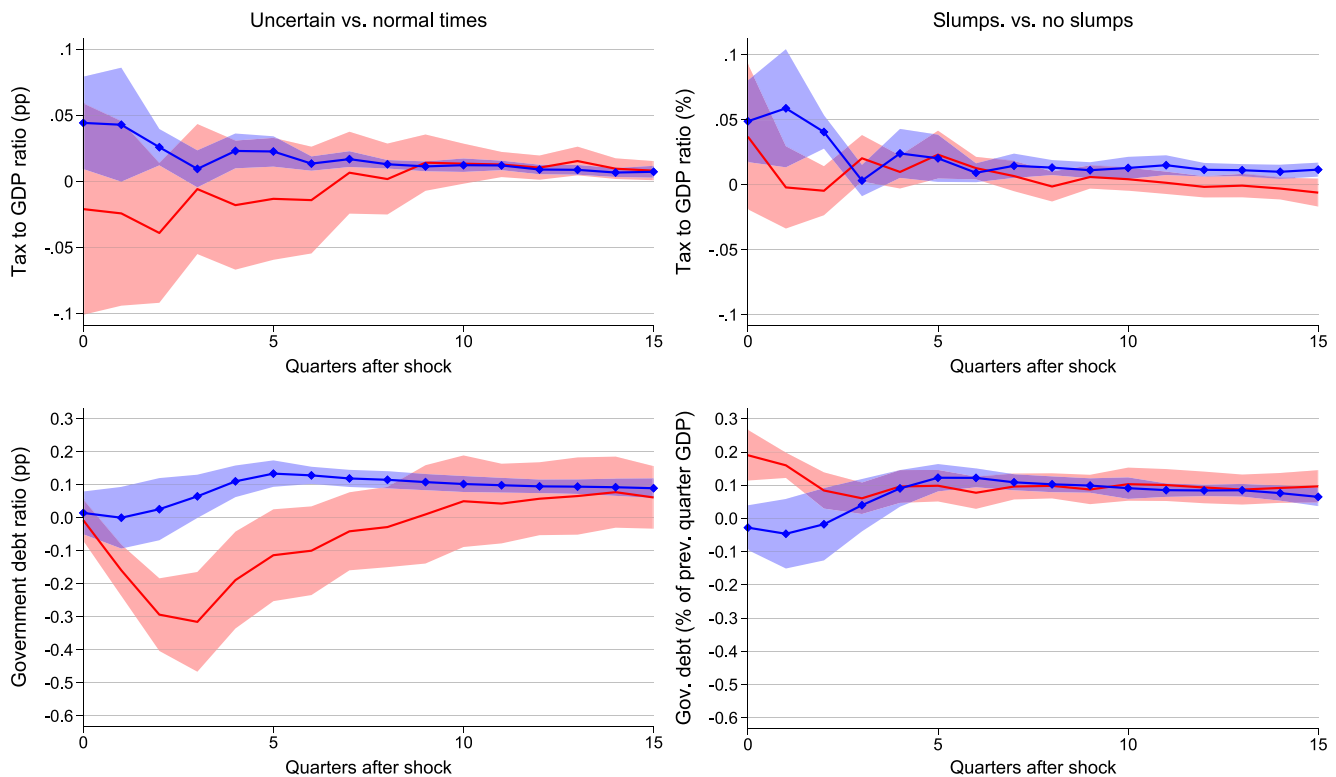 Uncertain vs. normal times
Tax to GDP ratio (pp)
.1
.05
0
-.05
-.1
0 5 10 15
Quarters after shock
Slumps. vs. no slumps
Tax to GDP ratio (%)
.1
.05
0
-.05
-.1
0 5 10 15
Quarters after shock
Government debt ratio (pp)
0.3
0.2
0.1
0.0
-0.1
-0.2
-0.3
-0.4
-0.5
-0.6
0 5 10 15
Quarters after shock
Gov. debt (% of prev. quarter GDP)
0.3
0.2
0.1
0.0
-0.1
-0.2
-0.3
-0.4
-0.5
-0.6
0 5 10 15
Quarters after shock